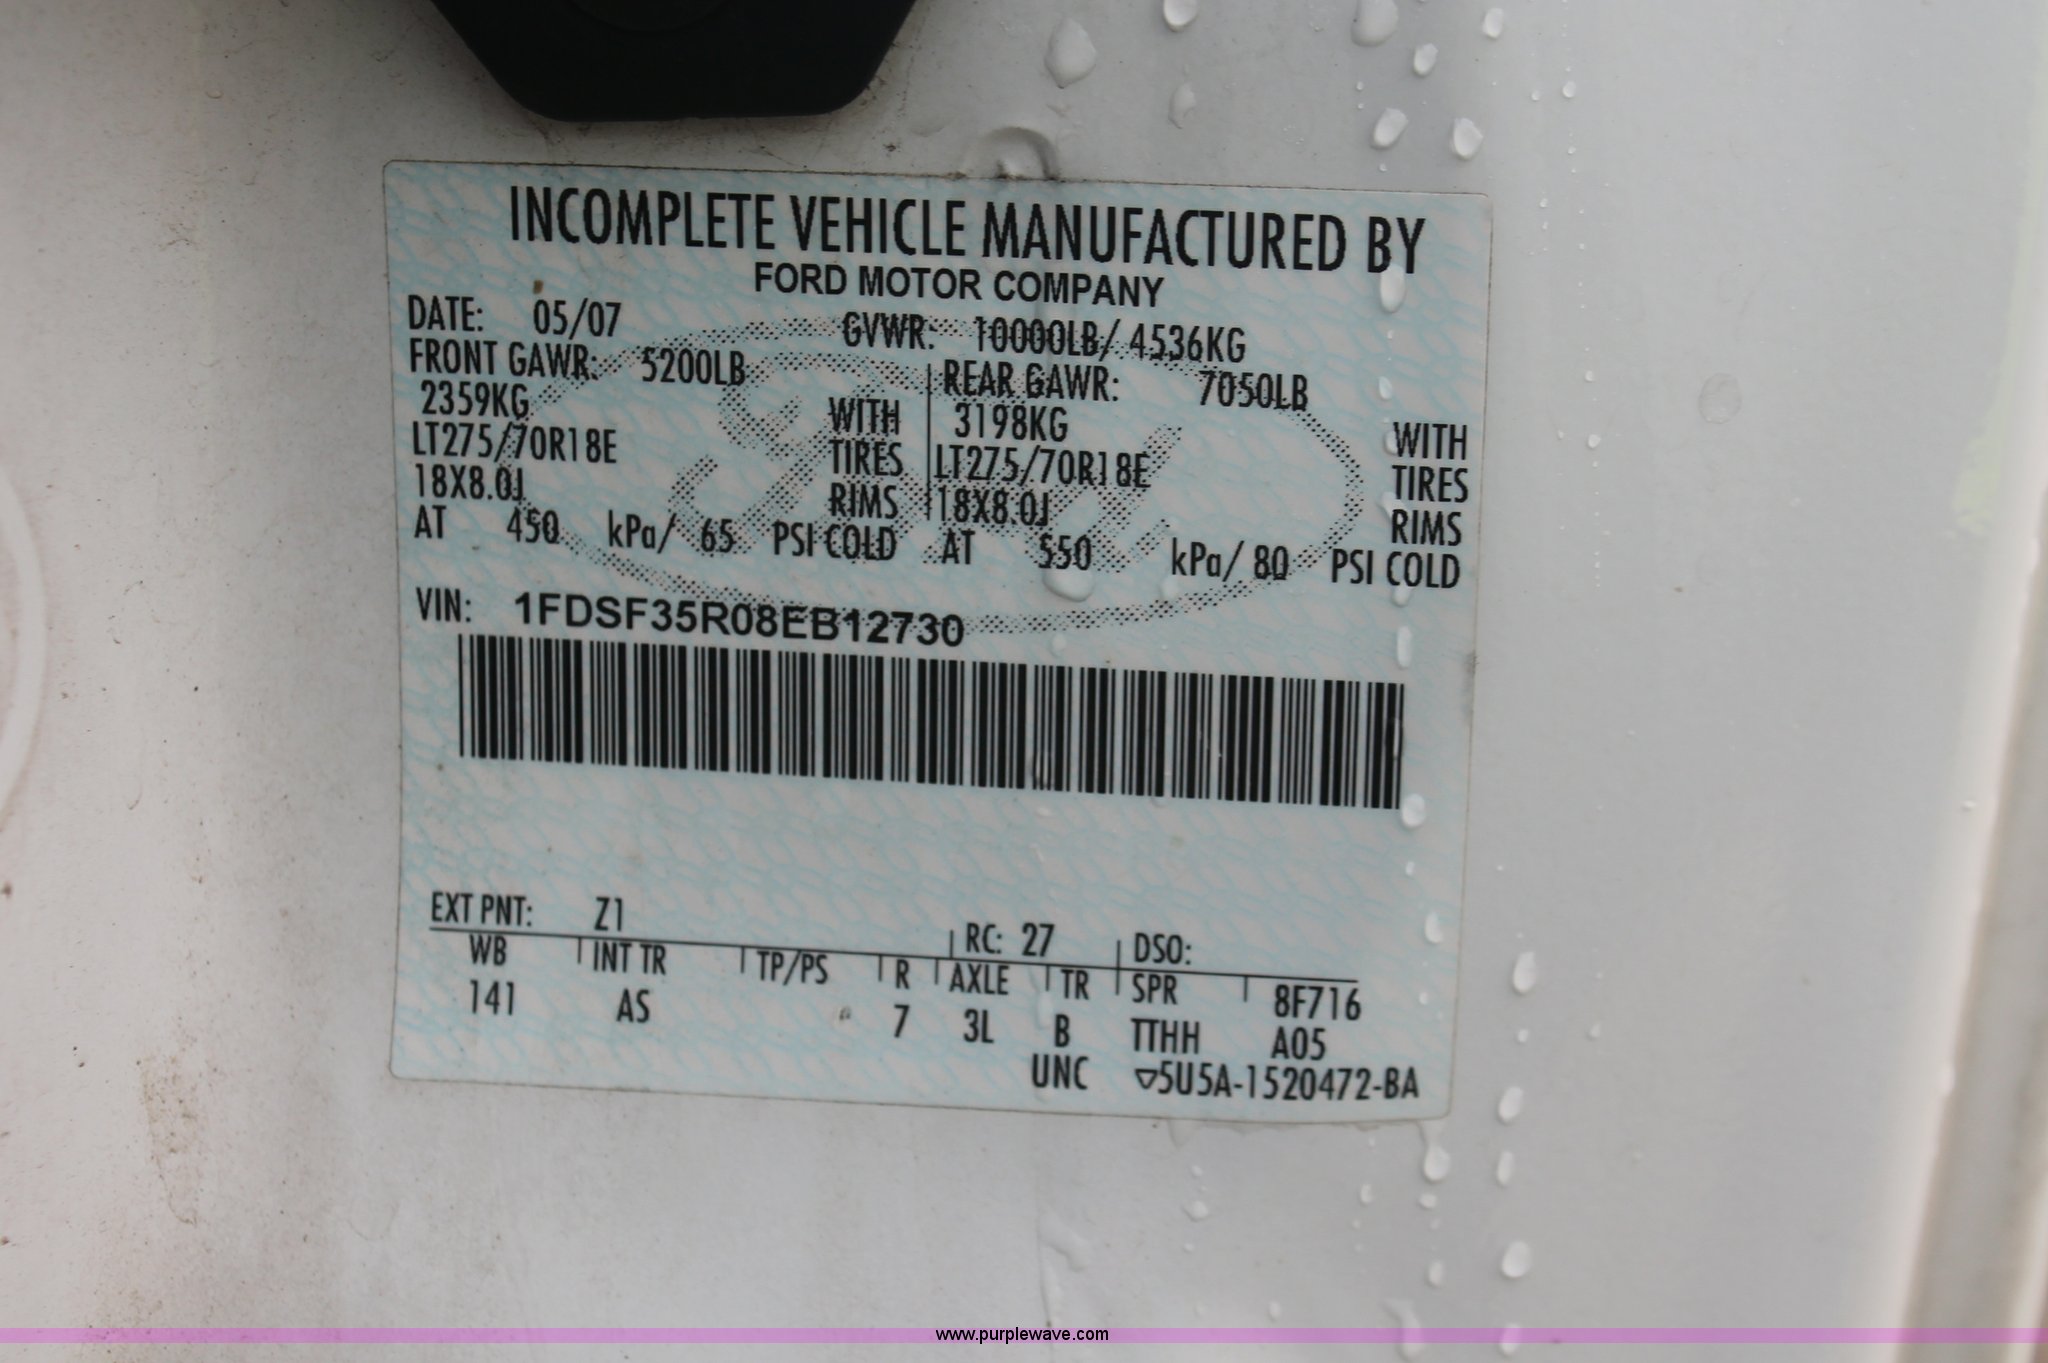 INCOMPLETE VEHICLE MANUFACTURED BY
FORD MOTOR COMPANY
DATE: 05/07 GVWR: 10000LB/ 4536KG
FRONT GAWR: 5200LB REAR GAWR: 7050LB
2359KG WITH 3198KG WITH
LT275/70R18E TIRES LT275/70R18E TIRES
18X8.0J RIMS 18X8.0J RIMS
AT 450 kPa/ 65 PSI COLD AT 550 kPa/ 80 PSI COLD
VIN: 1FDSF35R08EB12730
Ford
EXT PNT: Z1 RC: 27 DSO:
WB INT TR TP/PS R AXLE TR SPR 8F716
141 AS 7 3L B TTHH A05
UNC ▽5U5A-1520472-BA
www.purplewave.com